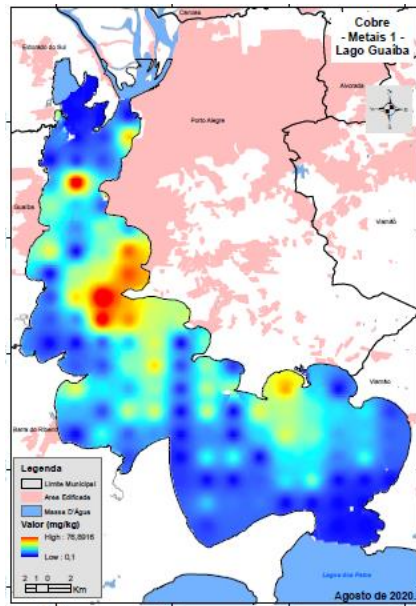 Cobre
- Metais 1 -
Lago Guaíba
Canoas
Eldorado do Sul
Alvorada
Porto Alegre
Guaíba
Viamão
Viamão
Barra do Ribeiro
Legenda
Limite Municipal
Área Edificada
Massa D'Água
Valor (mg/kg)
High : 76,8916
Low : 0,1
2 1 0 2
Km
Lagoa dos Patos
Agosto de 2020